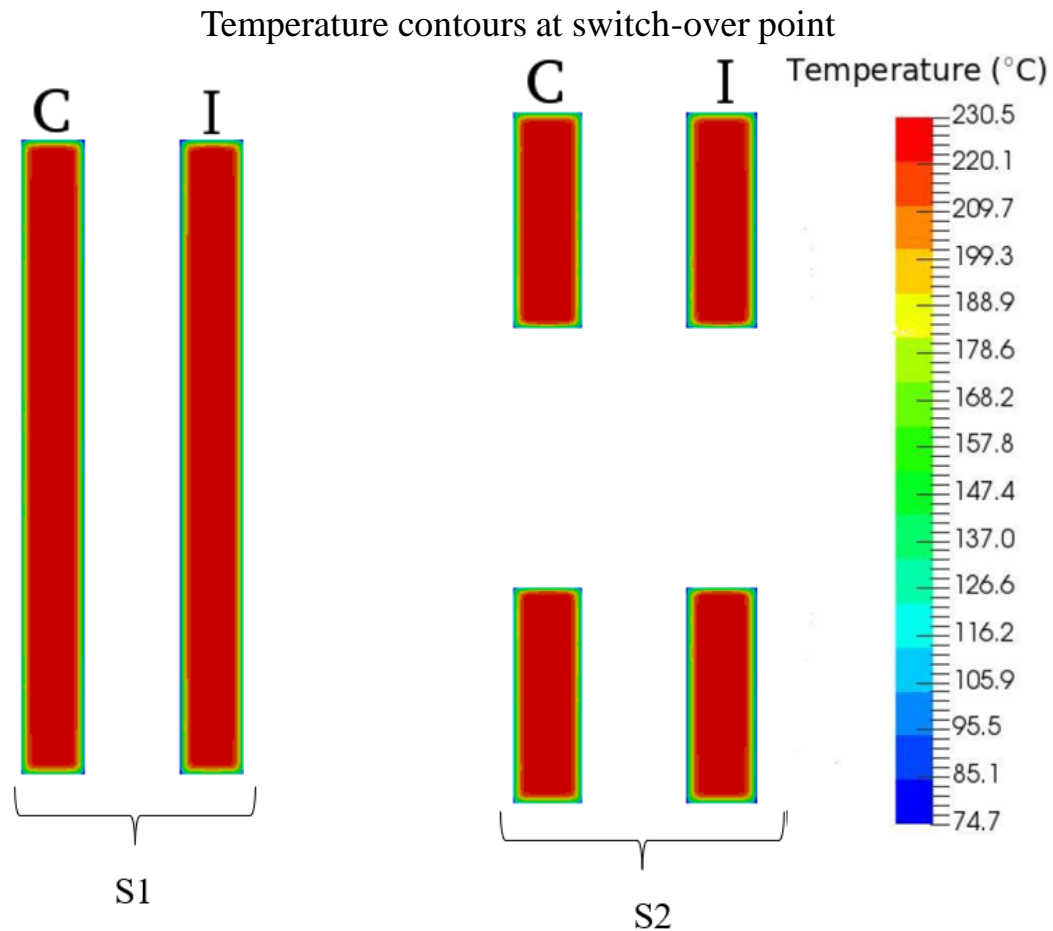 Temperature contours at switch-over point
C I
C I
Temperature (°C)
230.5
220.1
209.7
199.3
188.9
178.6
168.2
157.8
147.4
137.0
126.6
116.2
105.9
95.5
85.1
74.7
S1
S2